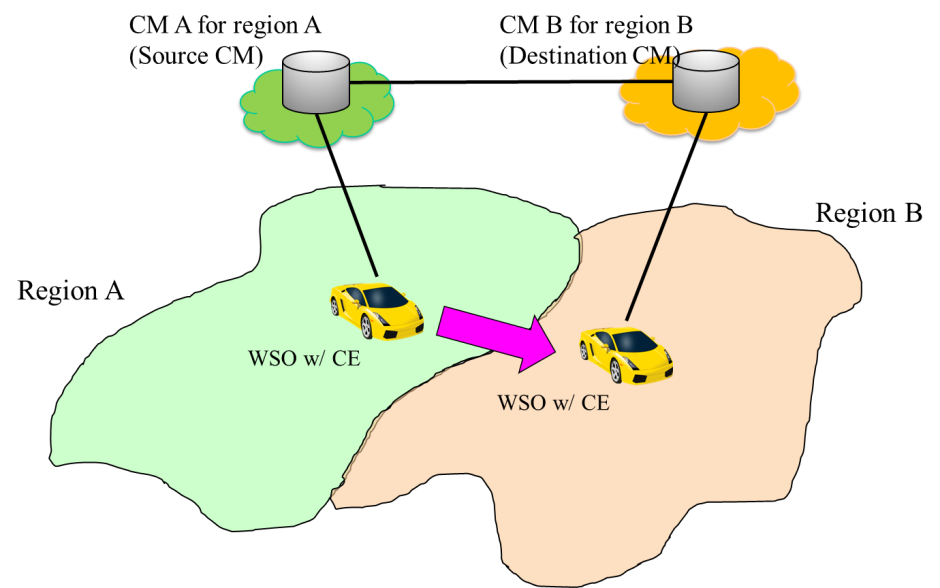 CM A for region A
(Source CM)
CM B for region B
(Destination CM)
Region B
Region A
WSO w/ CE
WSO w/ CE